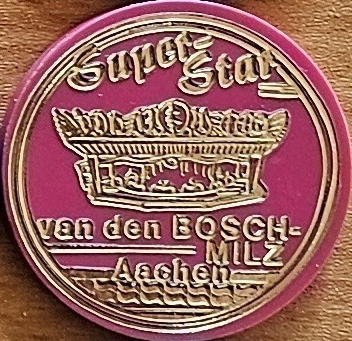 Super-
Star
van den BOSCH-
MILZ
Aachen